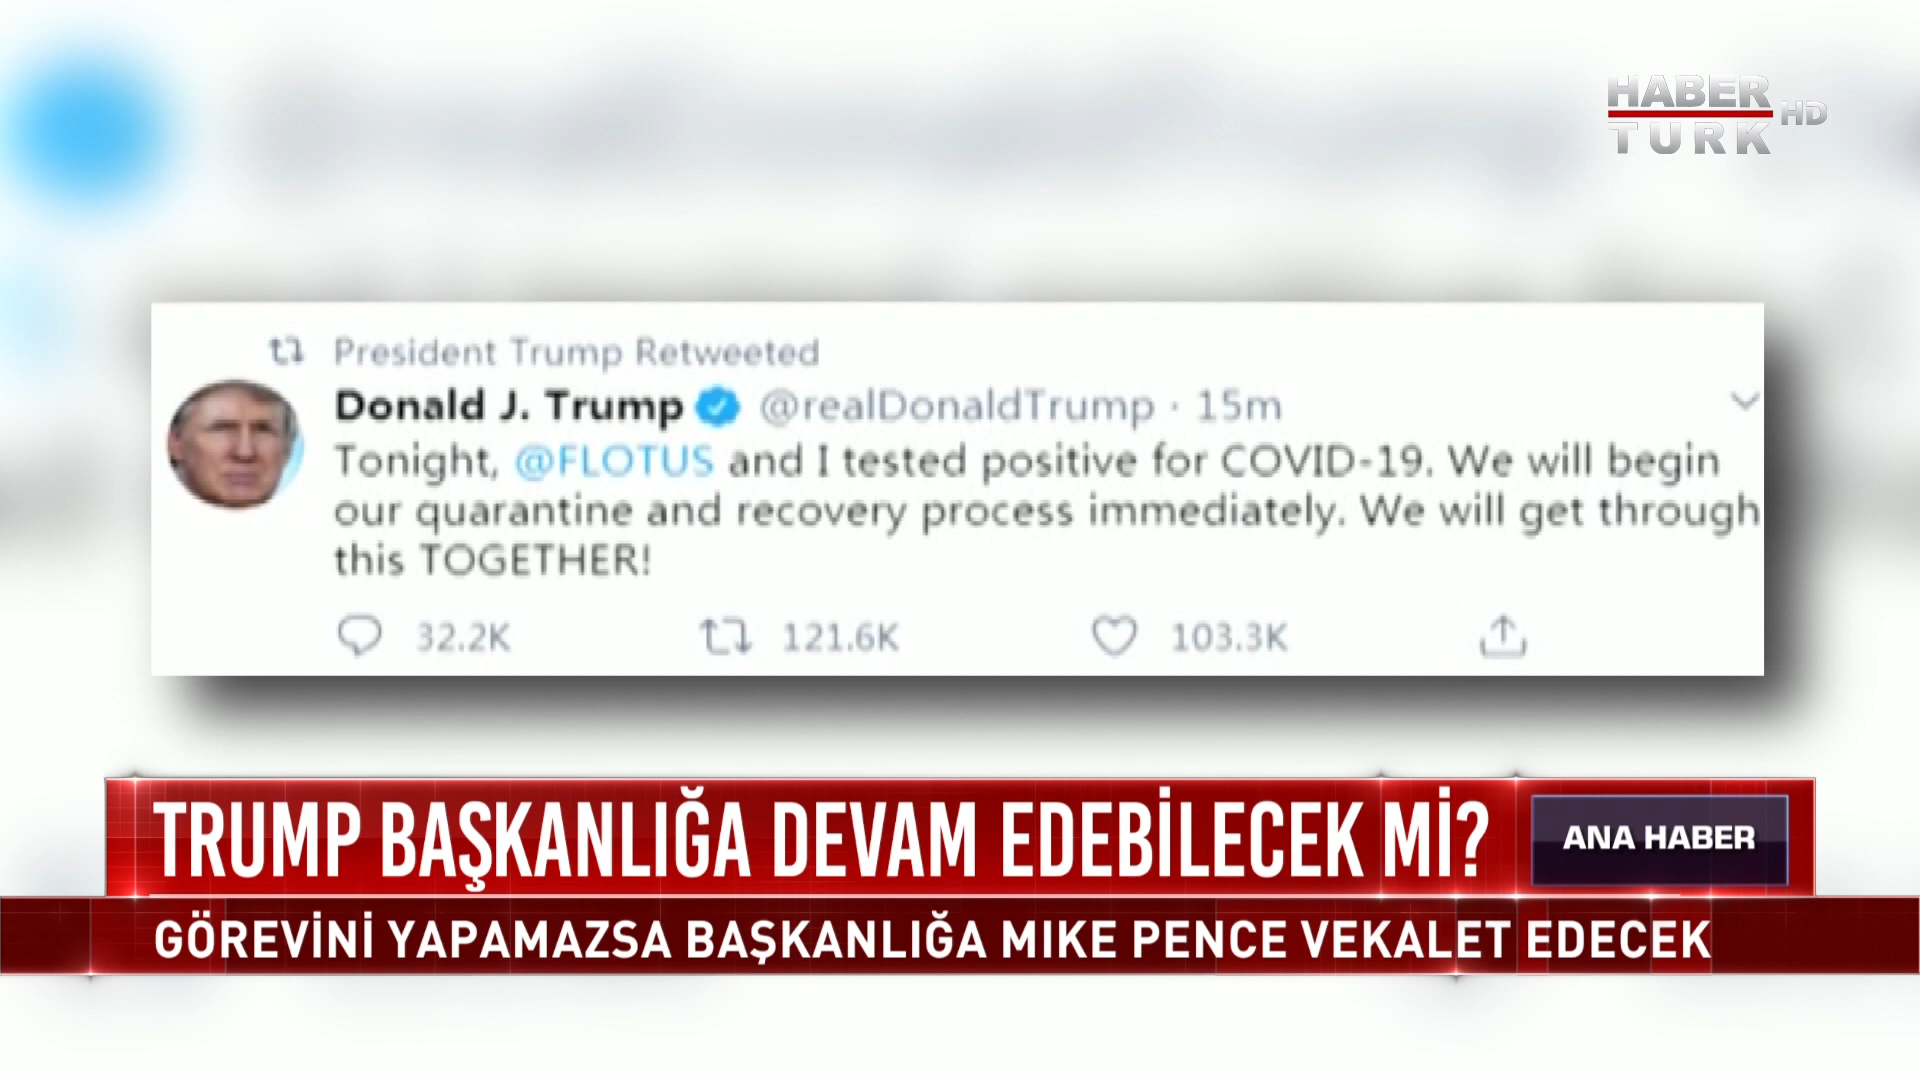 HABER
TURK HD
President Trump Retweeted
Donald J. Trump @realDonaldTrump · 15m
Tonight, @FLOTUS and I tested positive for COVID-19. We will begin
our quarantine and recovery process immediately. We will get through
this TOGETHER!
32.2K 121.6K 103.3K
TRUMP BAŞKANLIĞA DEVAM EDEBİLECEK Mİ?
ANA HABER
GÖREVİNİ YAPAMAZSA BAŞKANLIĞA MIKE PENCE VEKALET EDECEK